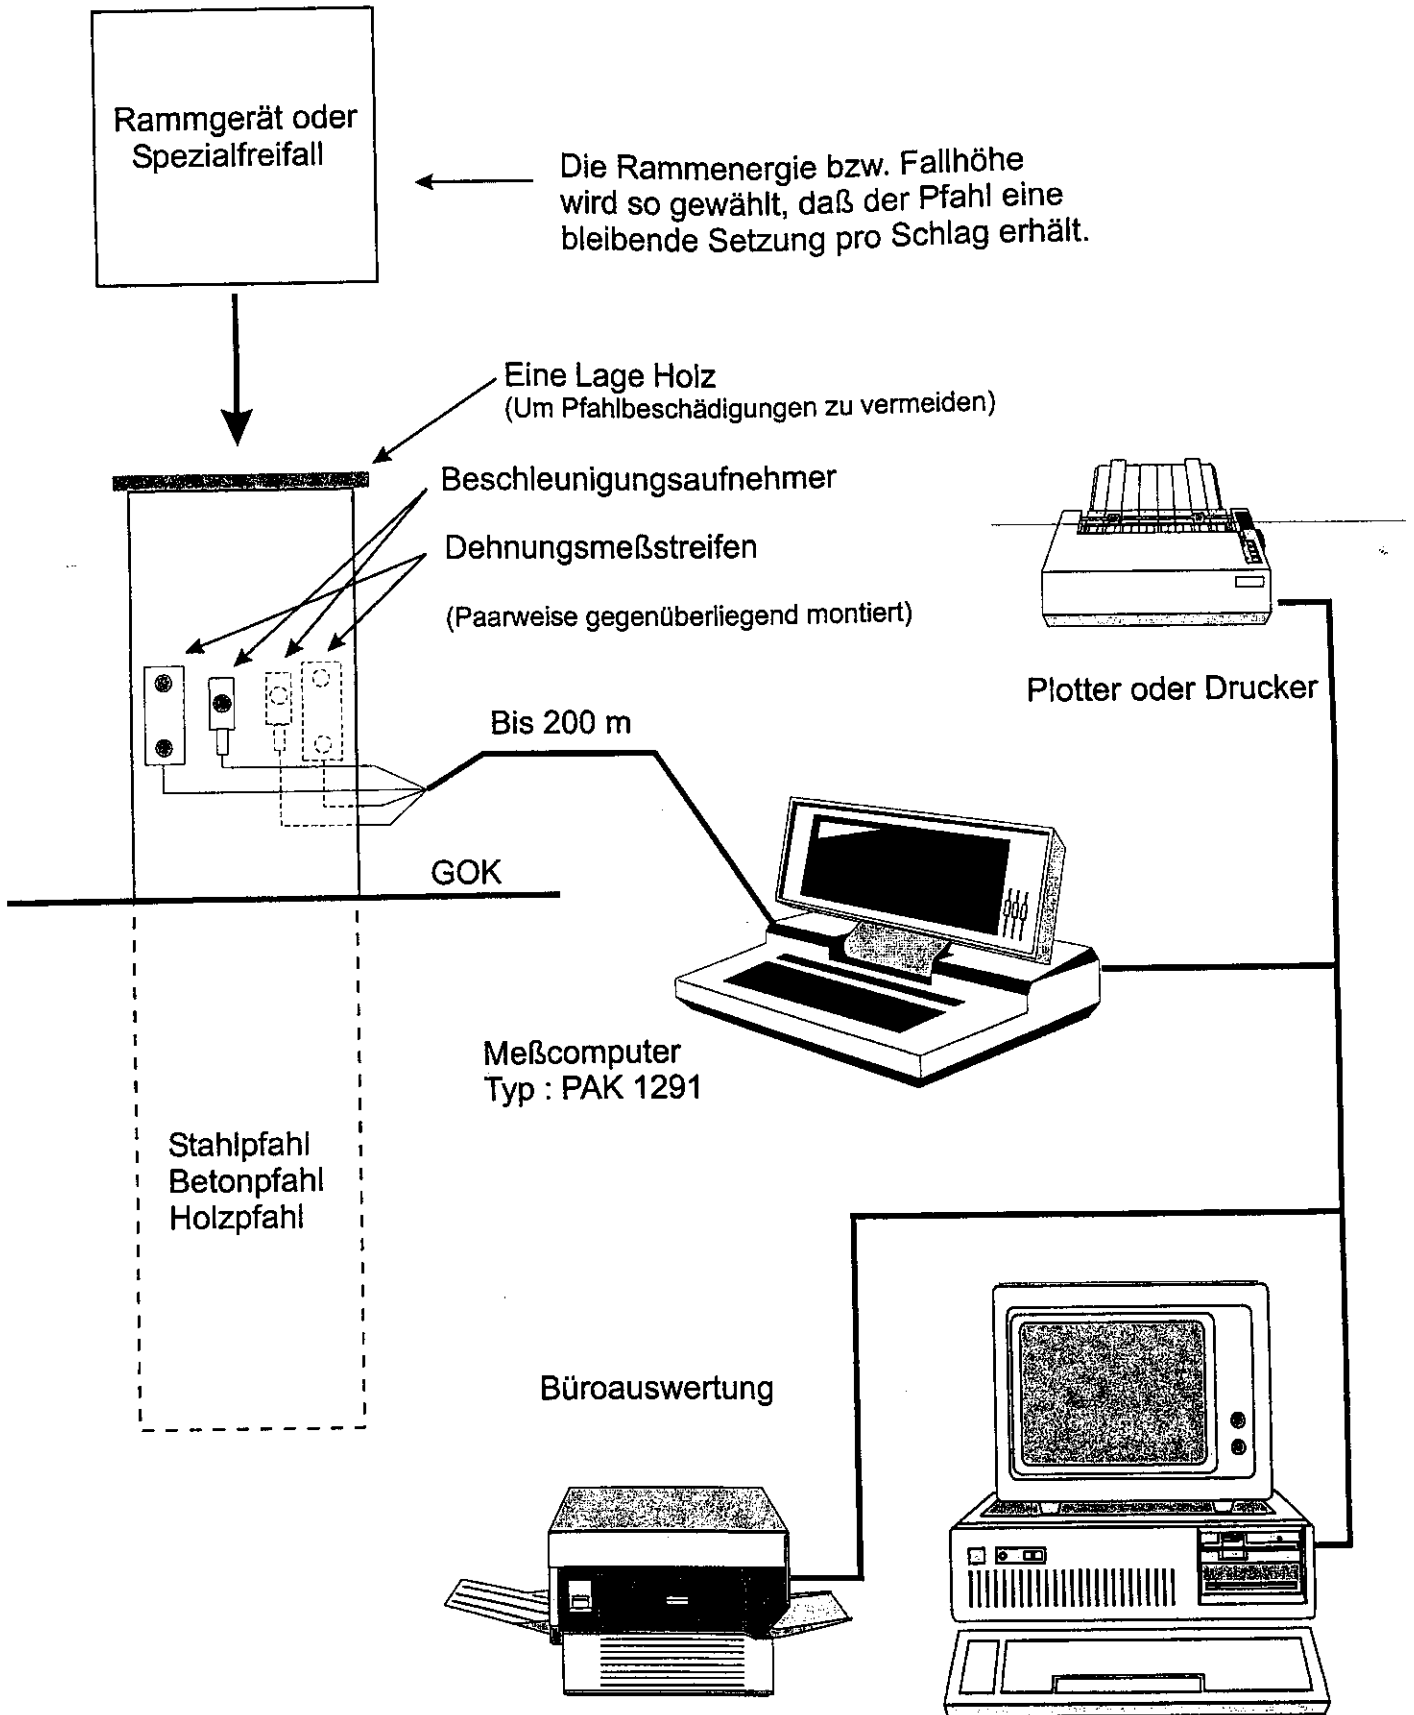 Rammgerät oder
Spezialfreifall
Die Rammenergie bzw. Fallhöhe
wird so gewählt, daß der Pfahl eine
bleibende Setzung pro Schlag erhält.
Eine Lage Holz
(Um Pfahlbeschädigungen zu vermeiden)
Beschleunigungsaufnehmer
Dehnungsmeßstreifen
(Paarweise gegenüberliegend montiert)
Plotter oder Drucker
Bis 200 m
GOK
Meßcomputer
Typ : PAK 1291
Stahlpfahl
Betonpfahl
Holzpfahl
Büroauswertung